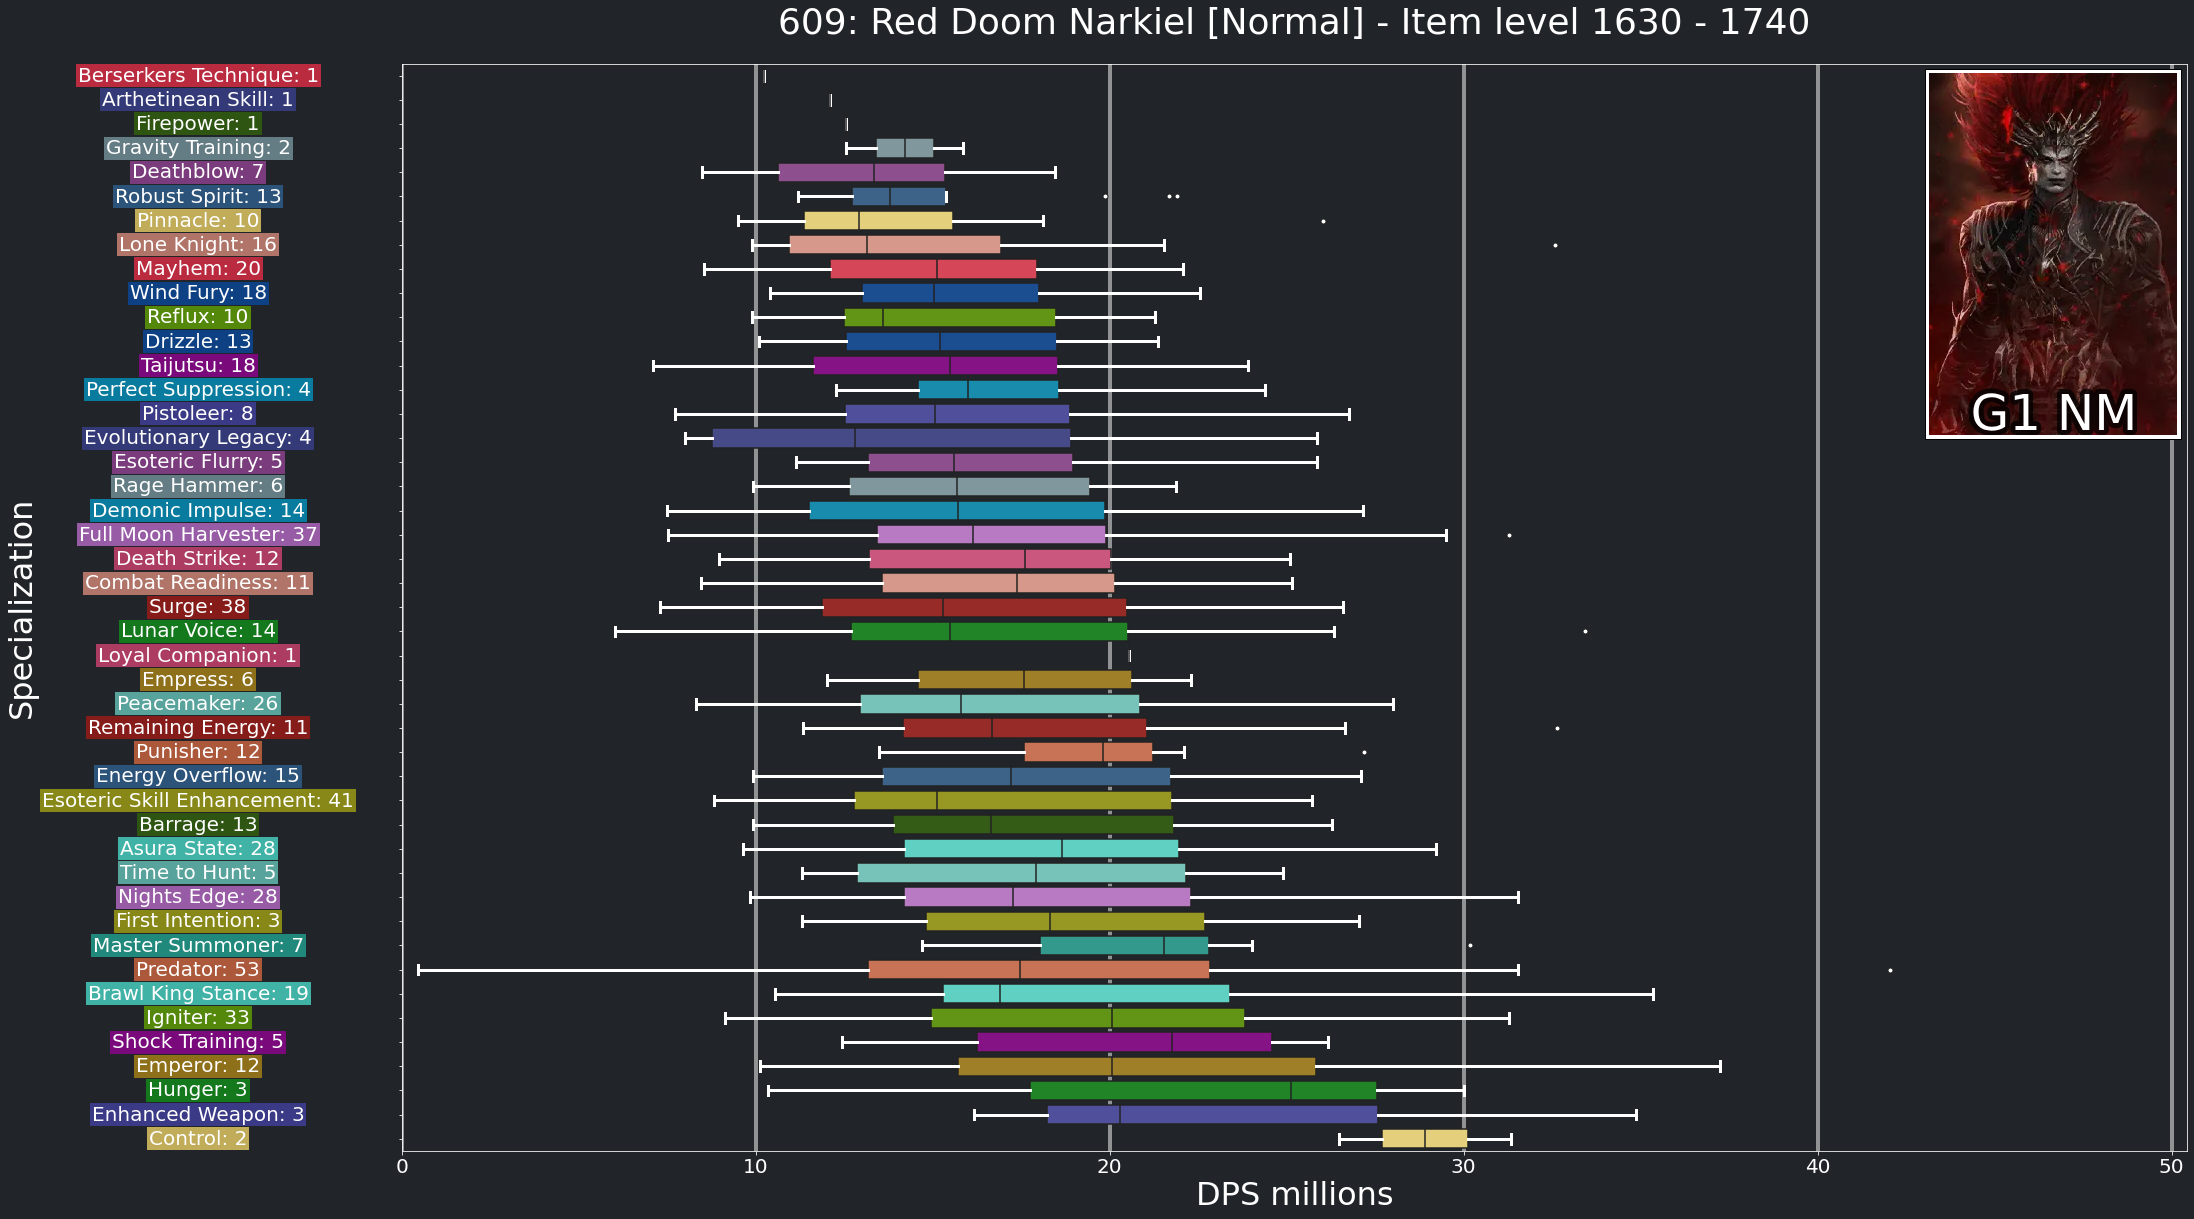 609: Red Doom Narkiel [Normal] - Item level 1630 - 1740
Berserkers Technique: 1
Arthetinean Skill: 1
Firepower: 1
Gravity Training: 2
Deathblow: 7
Robust Spirit: 13
Pinnacle: 10
Lone Knight: 16
Mayhem: 20
Wind Fury: 18
Reflux: 10
Drizzle: 13
Taijutsu: 18
Perfect Suppression: 4
Pistoleer: 8
Evolutionary Legacy: 4
Esoteric Flurry: 5
Rage Hammer: 6
Demonic Impulse: 14
Full Moon Harvester: 37
Death Strike: 12
Combat Readiness: 11
Surge: 38
Lunar Voice: 14
Loyal Companion: 1
Empress: 6
Peacemaker: 26
Remaining Energy: 11
Punisher: 12
Energy Overflow: 15
Esoteric Skill Enhancement: 41
Barrage: 13
Asura State: 28
Time to Hunt: 5
Nights Edge: 28
First Intention: 3
Master Summoner: 7
Predator: 53
Brawl King Stance: 19
Igniter: 33
Shock Training: 5
Emperor: 12
Hunger: 3
Enhanced Weapon: 3
Control: 2
Specialization
G1 NM
0 10 20 30 40 50
DPS millions